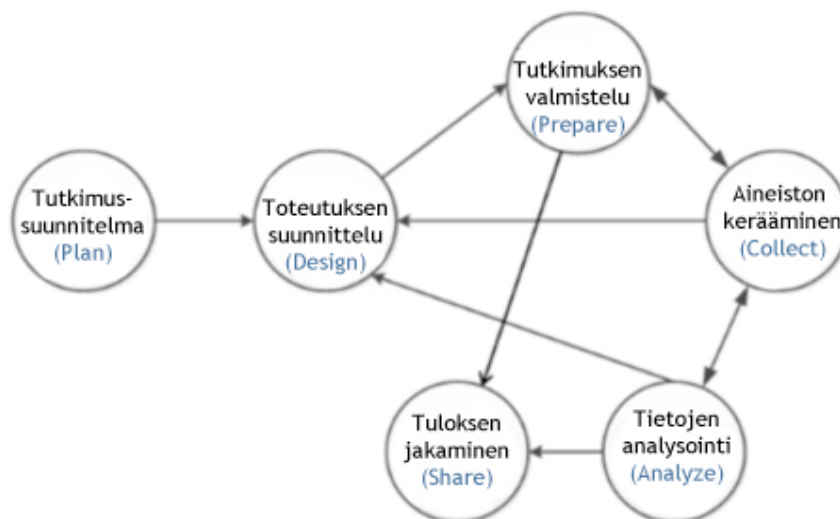 Tutkimuksen
valmistelu
(Prepare)
Tutkimus-
suunnitelma
(Plan)
Toteutuksen
suunnittelu
(Design)
Aineiston
kerääminen
(Collect)
Tuloksen
jakaminen
(Share)
Tietojen
analysointi
(Analyze)